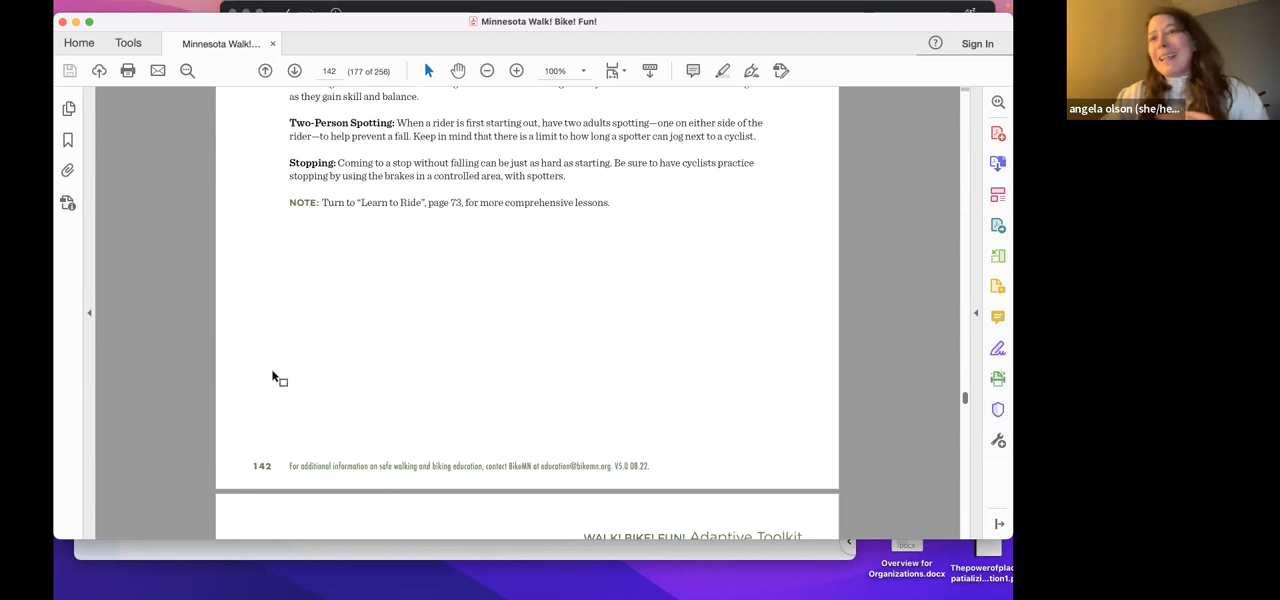 Minnesota Walk! Bike! Fun!
Home
Tools
Minnesota Walk!...
Sign In
142
(177 of 256)
100%
as they gain skill and balance.
Two-Person Spotting: When a rider is first starting out, have two adults spotting—one on either side of the
rider—to help prevent a fall. Keep in mind that there is a limit to how long a spotter can jog next to a cyclist.
Stopping: Coming to a stop without falling can be just as hard as starting. Be sure to have cyclists practice
stopping by using the brakes in a controlled area, with spotters.
NOTE: Turn to “Learn to Ride”, page 73, for more comprehensive lessons.
142 For additional information on safe walking and biking education, contact BikeMN at education@bikemn.org. V5.0 08.22.
WALK! BIKE! FUN! Adaptive Toolkit
angela olson (she/he...
DOCX
Overview for
Organizations.docx
Thepowerofplac
patializi...tion1.p